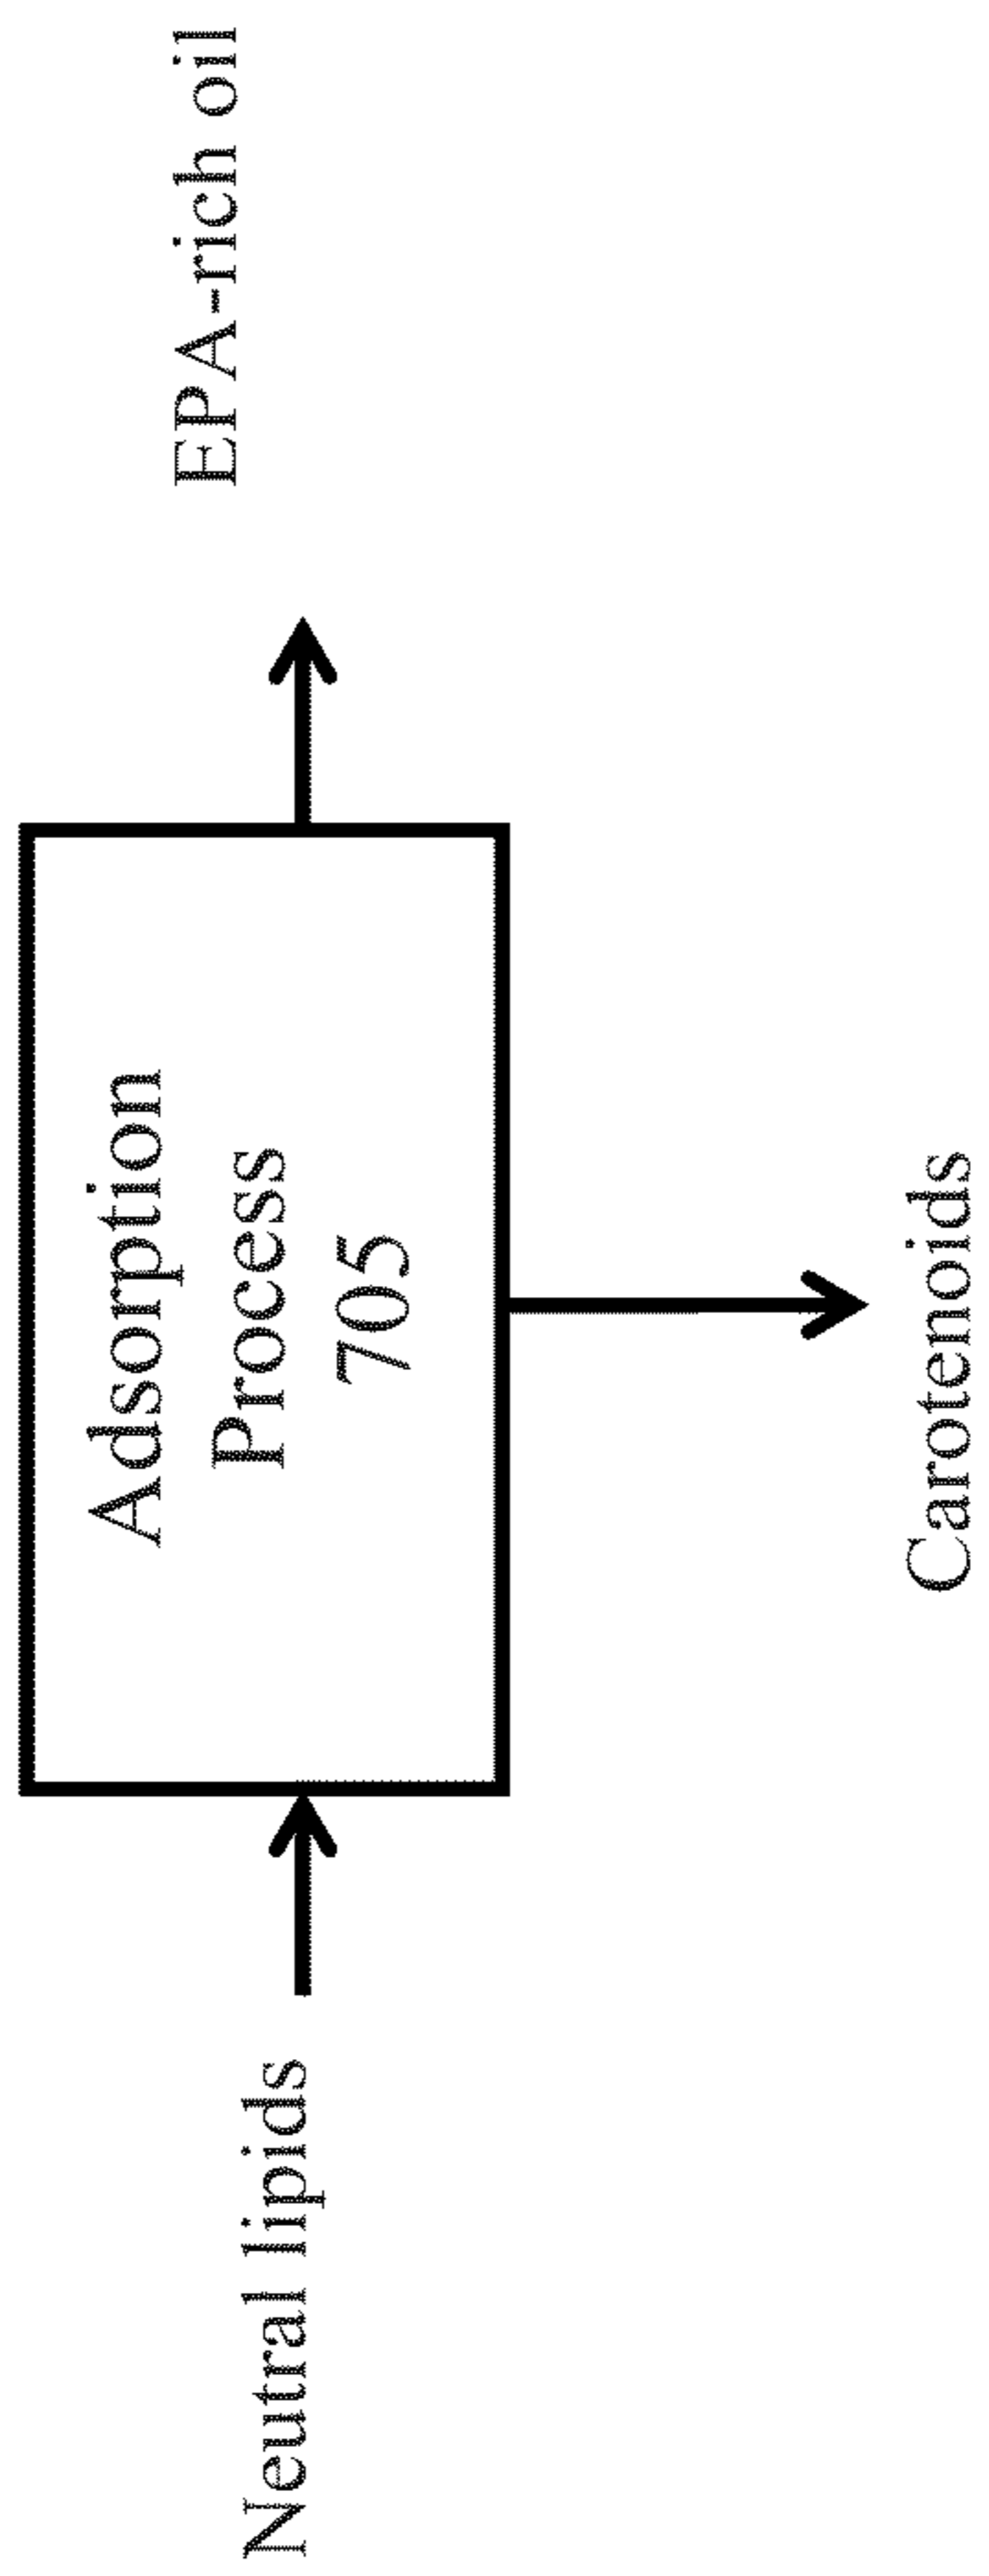 Neutral lipids
Adsorption
Process
705
EPA-rich oil
Carotenoids